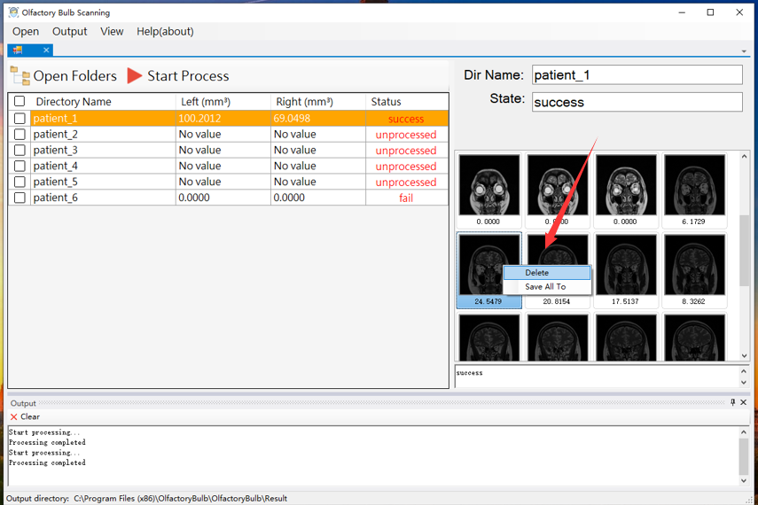 Olfactory Bulb Scanning
Open Output View Help(about)
Open Folders Start Process
Directory Name Left (mm³) Right (mm³) Status
patient_1 100.2012 69.0498 success
patient_2 No value No value unprocessed
patient_3 No value No value unprocessed
patient_4 No value No value unprocessed
patient_5 No value No value unprocessed
patient_6 0.0000 0.0000 fail
Dir Name: patient_1
State: success
0.0000 0.0000 6.1729
Delete
Save All To
24.5479 20.8154 17.5137 8.3262
success
Output
Clear
Start processing...
Processing completed
Start processing...
Processing completed
Output directory: C:\Program Files (x86)\OlfactoryBulb\OlfactoryBulb\Result